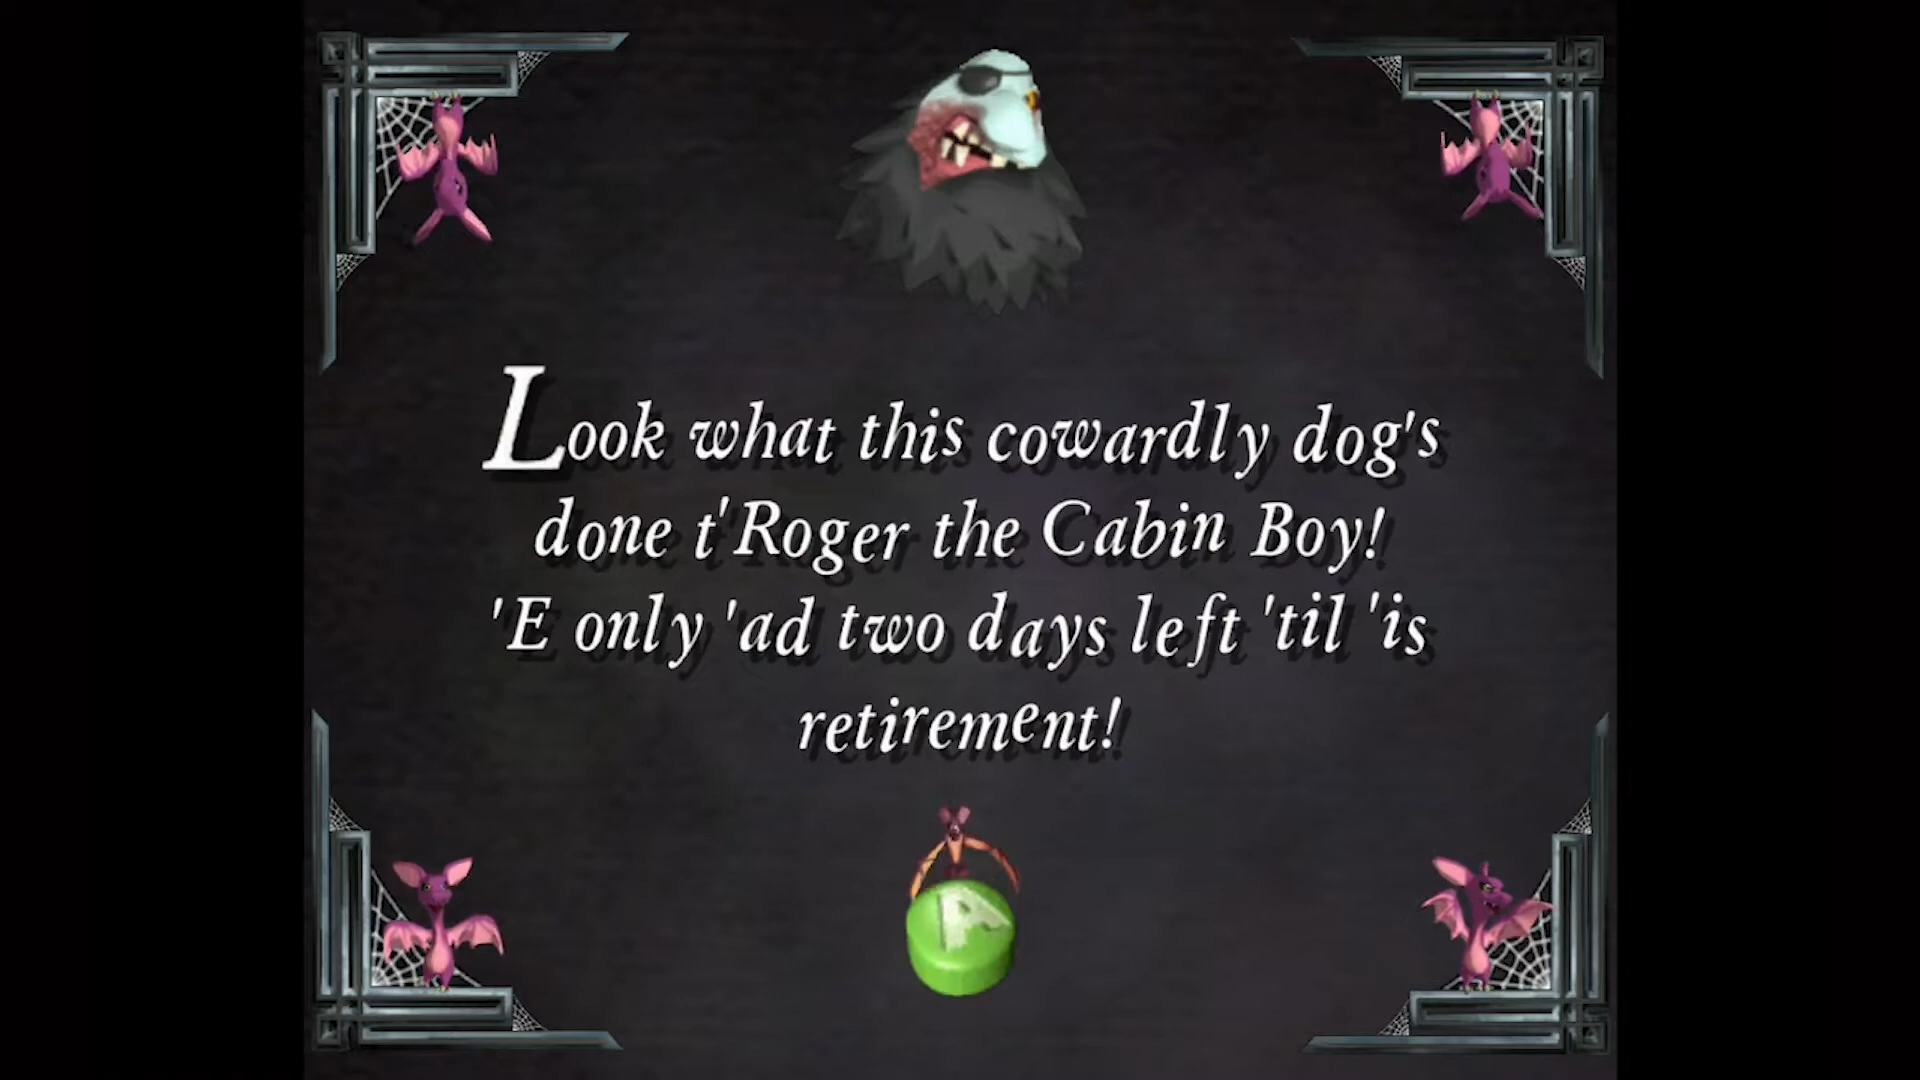 Look what this cowardly dog's
done t'Roger the Cabin Boy!
'E only 'ad two days left 'til 'is
retirement!
A